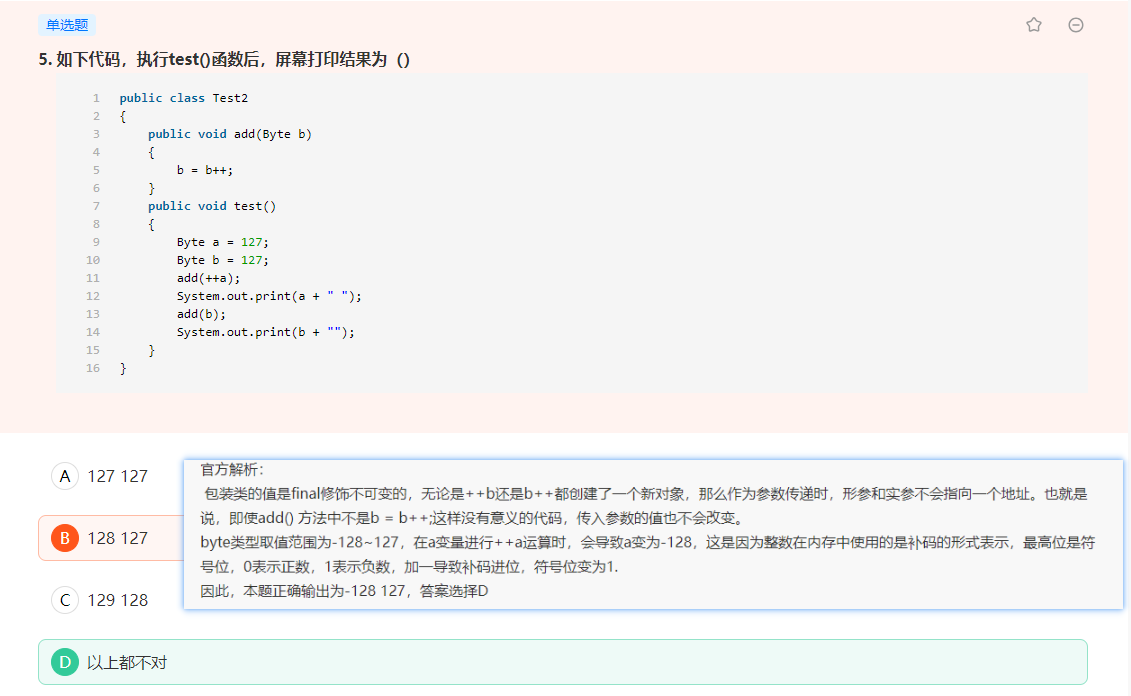 单选题
5. 如下代码，执行test()函数后，屏幕打印结果为（）
1 public class Test2
2 {
3     public void add(Byte b)
4     {
5         b = b++;
6     }
7     public void test()
8     {
9         Byte a = 127;
10         Byte b = 127;
11         add(++a);
12         System.out.print(a + " ");
13         add(b);
14         System.out.print(b + "");
15     }
16 }
A 127 127
B 128 127
C 129 128
D 以上都不对
官方解析：
包装类的值是final修饰不可变的，无论是++b还是b++都创建了一个新对象，那么作为参数传递时，形参和实参不会指向一个地址。也就是
说，即使add() 方法中不是b = b++;这样没有意义的代码，传入参数的值也不会改变。
byte类型取值范围为-128~127，在a变量进行++a运算时，会导致a变为-128，这是因为整数在内存中使用的是补码的形式表示，最高位是符
号位，0表示正数，1表示负数，加一导致补码进位，符号位变为1.
因此，本题正确输出为-128 127，答案选择D